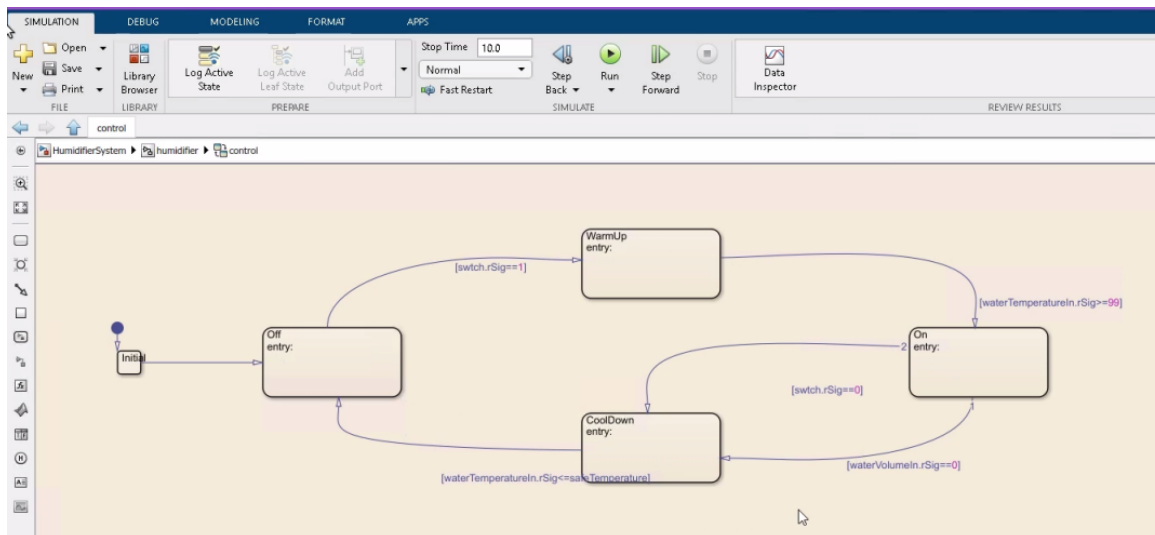 SIMULATION DEBUG MODELING FORMAT APPS
New
Open
Save
Print
FILE
Library
Browser
LIBRARY
Log Active
State
Log Active
Leaf State
Add
Output Port
PREPARE
Stop Time 10.0
Normal
Fast Restart
Step
Back
Run
Step
Forward
Stop
SIMULATE
Data
Inspector
REVIEW RESULTS
control
HumidifierSystem humidifier control
WarmUp
entry:
[swtch.rSig==1]
[waterTemperatureIn.rSig>=99]
Initial
Off
entry:
On
entry:
2
[swtch.rSig==0]
1
CoolDown
entry:
[waterVolumeIn.rSig==0]
[waterTemperatureIn.rSig<=safeTemperature]